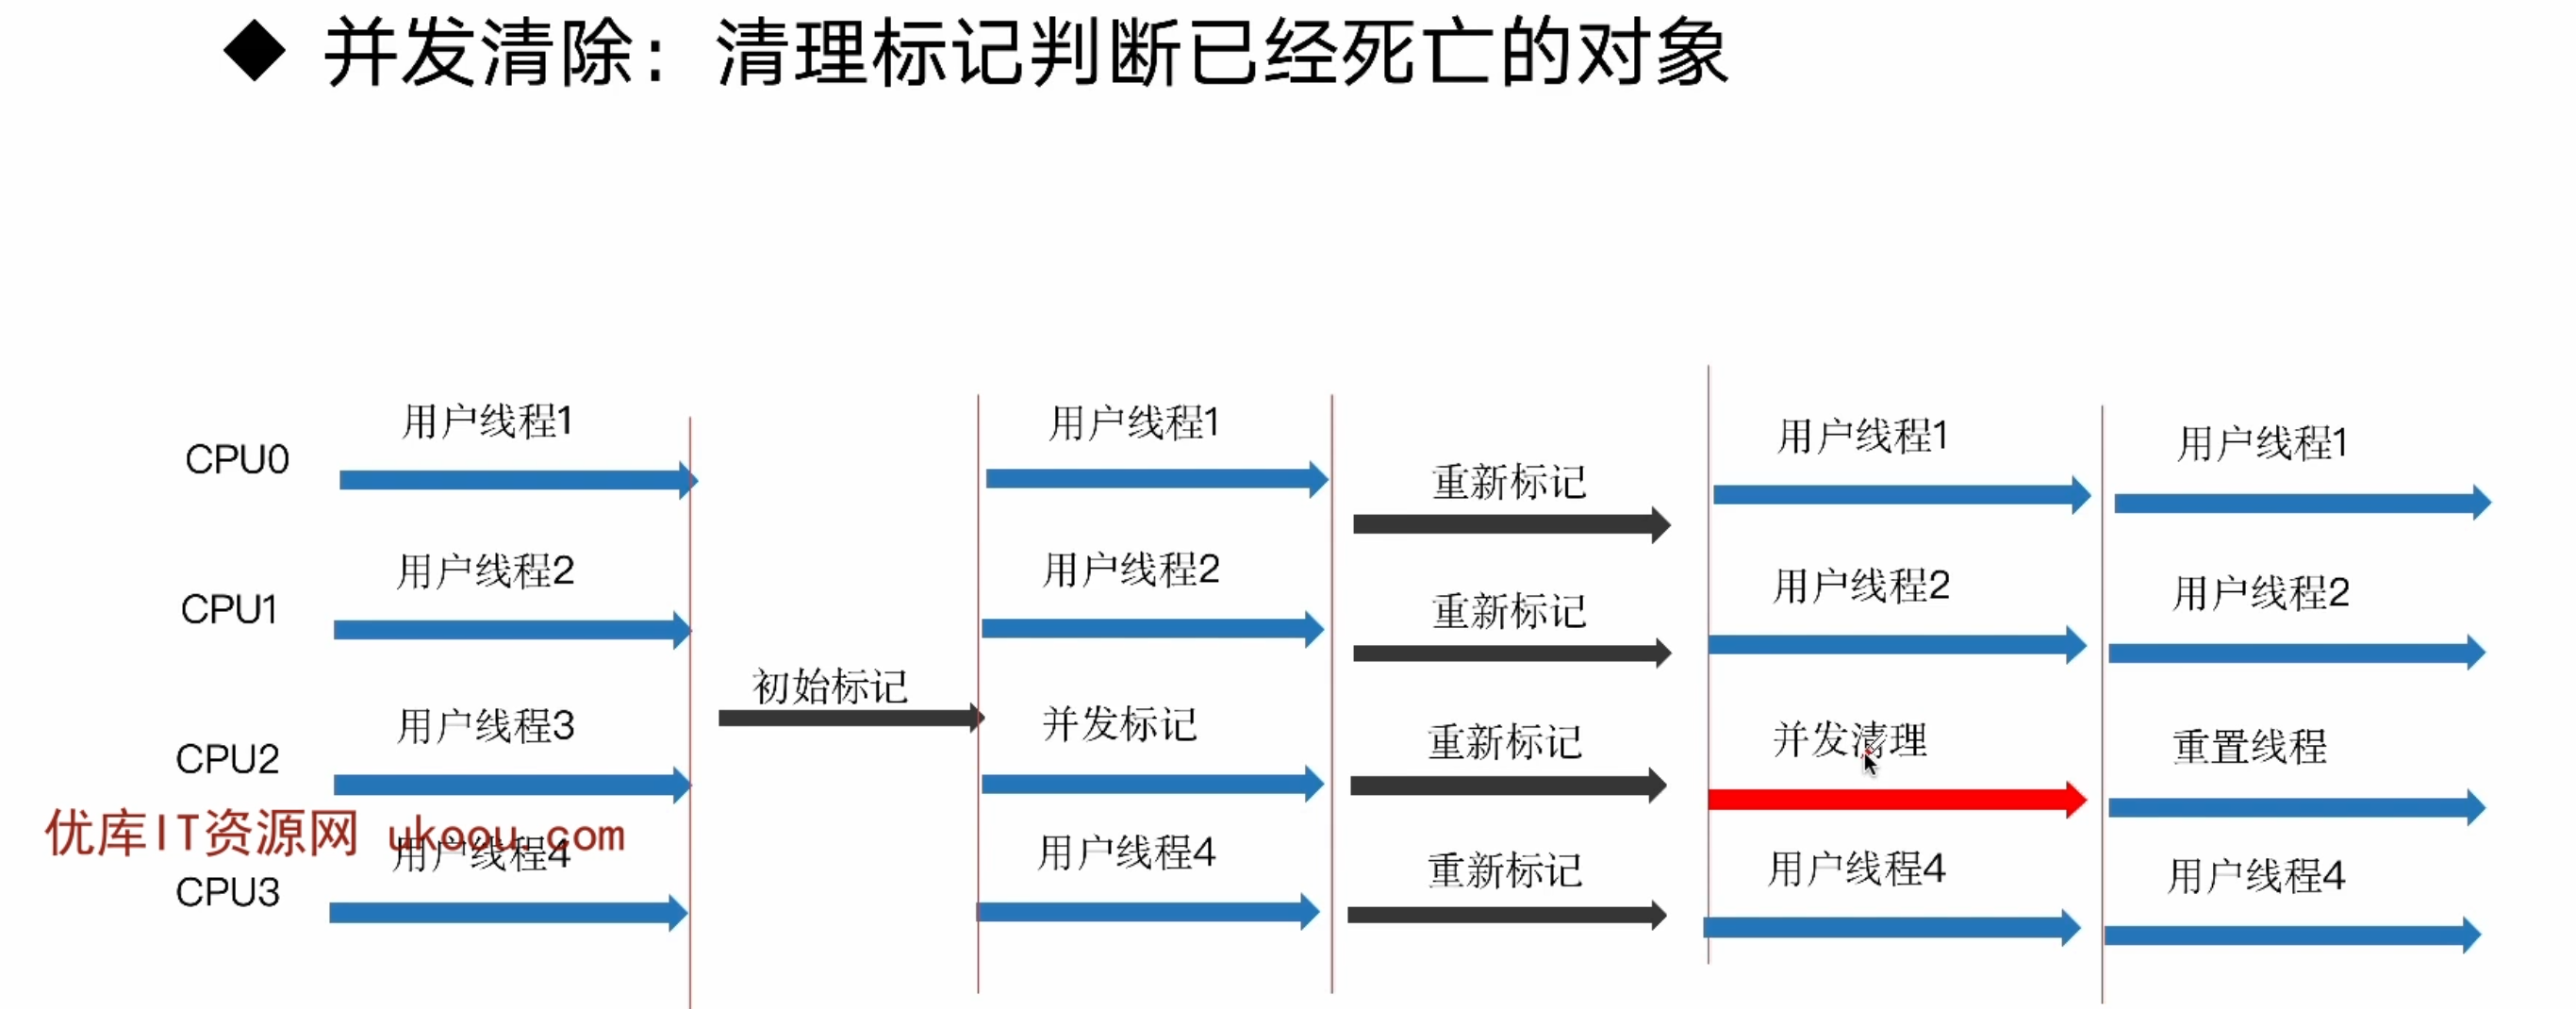 ◆ 并发清除：清理标记判断已经死亡的对象
用户线程1 用户线程1 用户线程1 用户线程1
CPU0 重新标记
用户线程2 用户线程2 用户线程2 用户线程2
CPU1 重新标记
初始标记
用户线程3 并发标记 重新标记 并发清理 重置线程
CPU2
优库IT资源网 ukoou.com
用户线程4 用户线程4 重新标记 用户线程4 用户线程4
CPU3